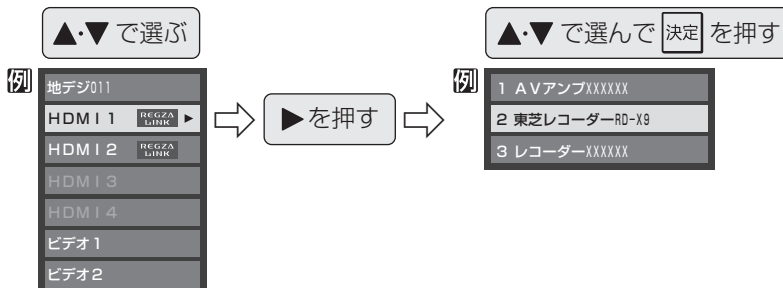 ▲・▼ で選ぶ
例
地デジ011
HDMI1 REGZA LINK ▶
HDMI2 REGZA LINK
HDMI3
HDMI4
ビデオ1
ビデオ2
▶を押す
▲・▼ で選んで 決定 を押す
例
1 AVアンプXXXXXX
2 東芝レコーダーRD-X9
3 レコーダーXXXXXX